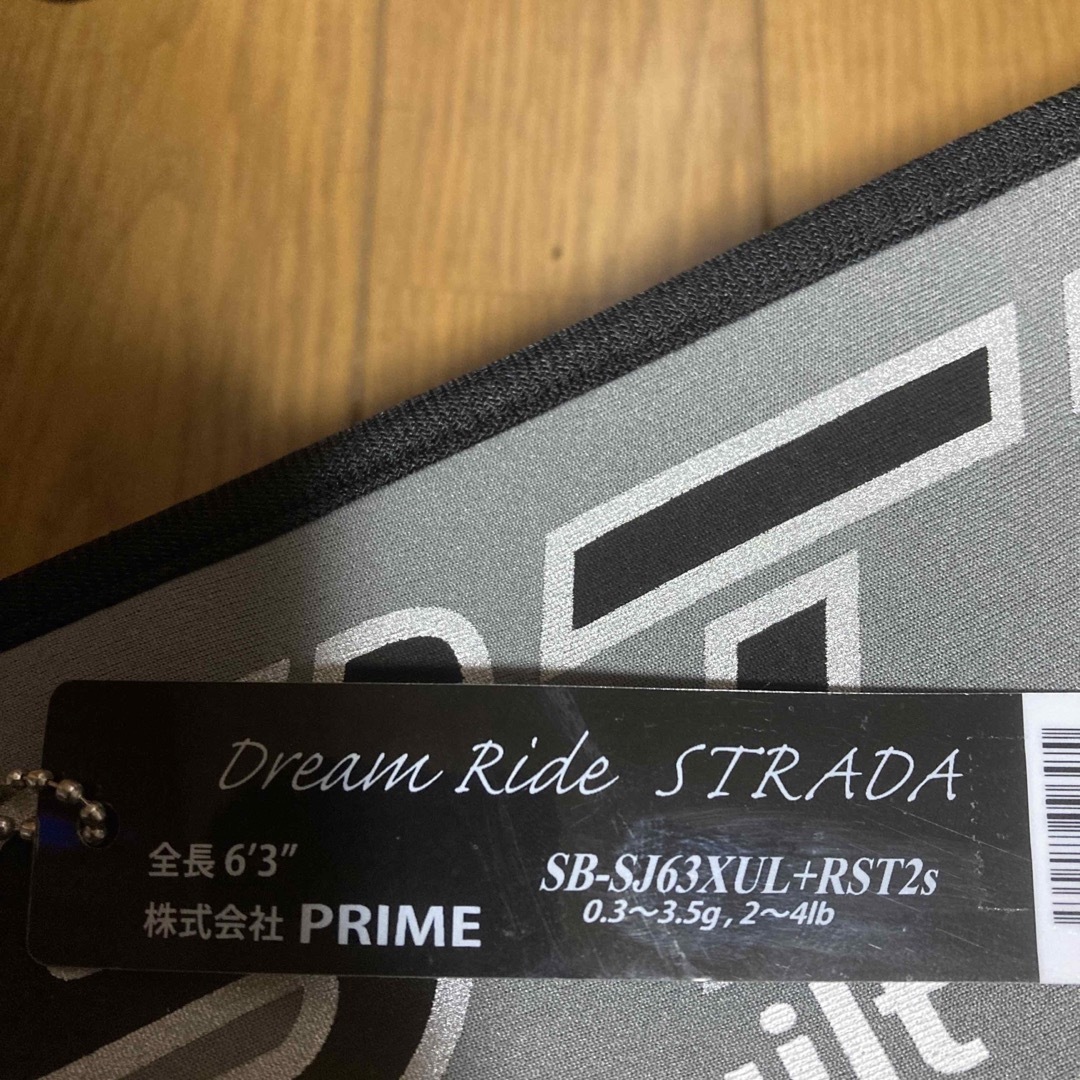 Dream Ride STRADA
全長 6'3"
SB-SJ63XUL+RST2s
0.3～3.5g , 2～4lb
株式会社 PRIME